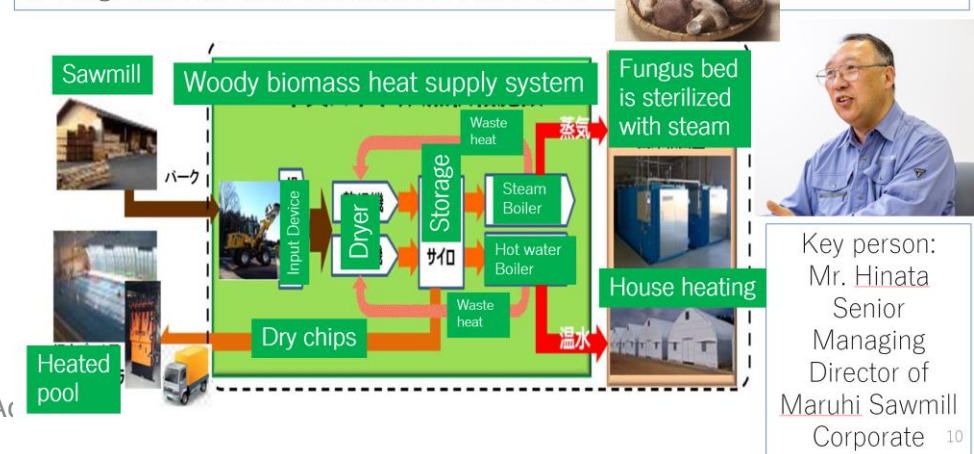 Sawmill
Woody biomass heat supply system
Fungus bed
is sterilized
with steam
バーク
Waste
heat
蒸気
Input Device
Dryer
Storage
サイロ
Steam
Boiler
Hot water
Boiler
House heating
Waste
heat
温水
Dry chips
Heated
pool
Key person:
Mr. Hinata
Senior
Managing
Director of
Maruhi Sawmill
Corporate
10